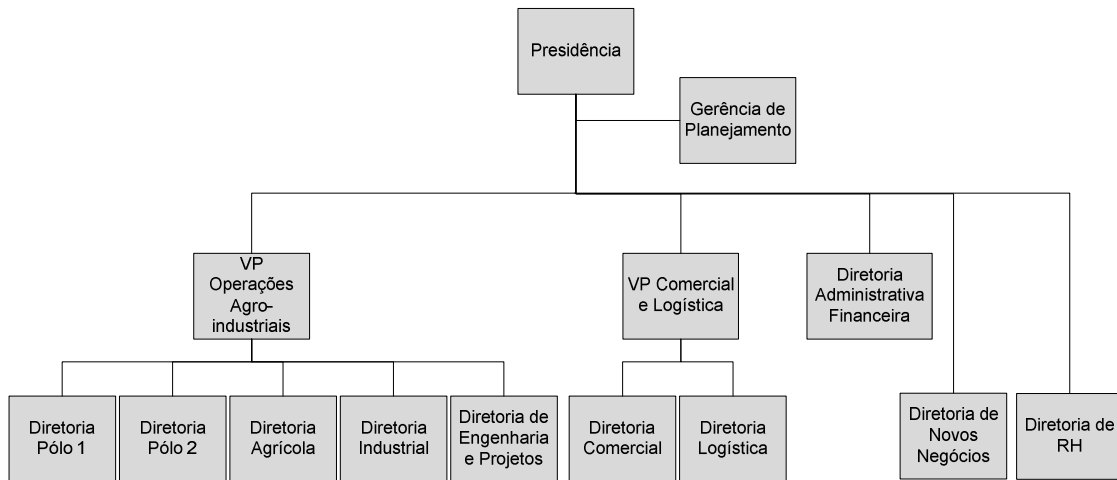 Presidência
Gerência de
Planejamento
VP
Operações
Agro-
industriais
VP Comercial
e Logística
Diretoria
Administrativa
Financeira
Diretoria
Pólo 1
Diretoria
Pólo 2
Diretoria
Agrícola
Diretoria
Industrial
Diretoria de
Engenharia
e Projetos
Diretoria
Comercial
Diretoria
Logística
Diretoria de
Novos
Negócios
Diretoria de
RH